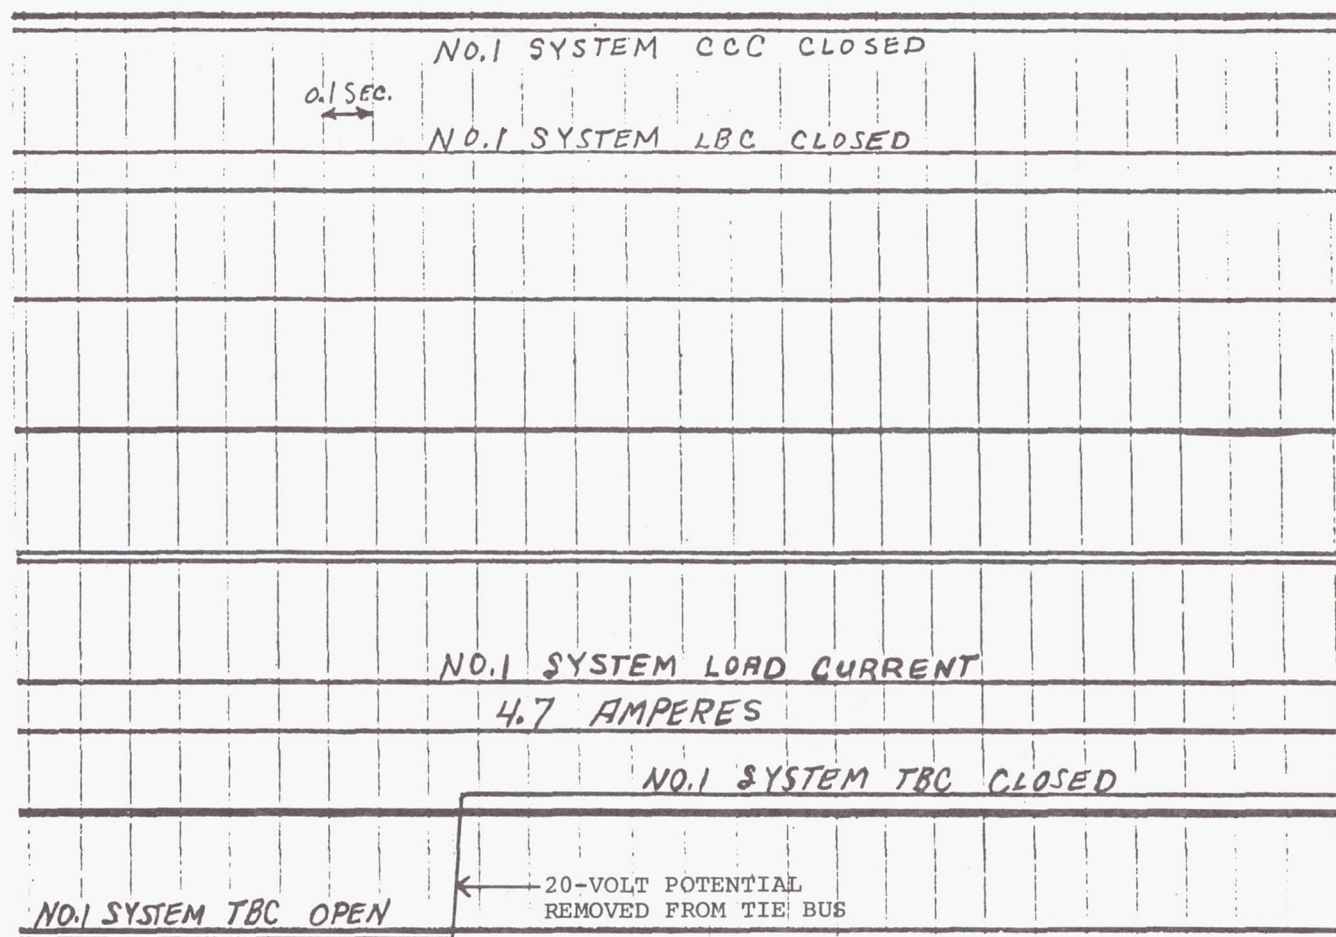 NO.1 SYSTEM CCC CLOSED
0.1 SEC.
NO.1 SYSTEM LBC CLOSED
NO.1 SYSTEM LOAD CURRENT
4.7 AMPERES
NO.1 SYSTEM TBC CLOSED
20-VOLT POTENTIAL
REMOVED FROM TIE BUS
NO.1 SYSTEM TBC OPEN